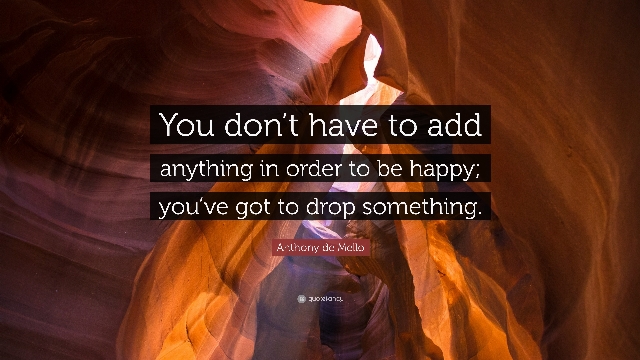 You don't have to add
anything in order to be happy;
you've got to drop something.
Anthony de Mello
quotefancy